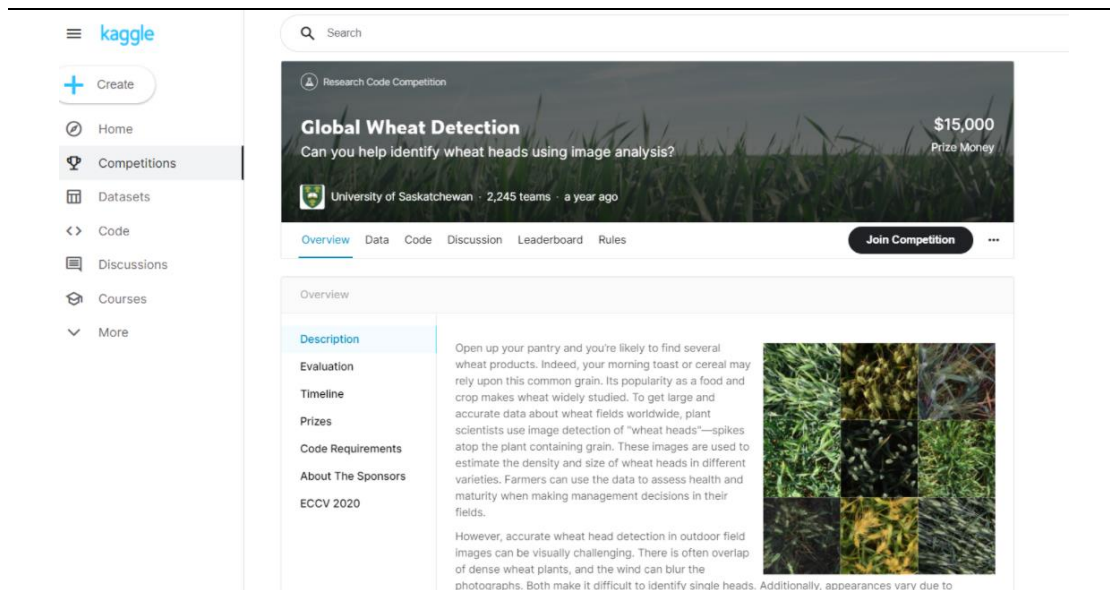 kaggle
Search
Create
Home
Competitions
Datasets
Code
Discussions
Courses
More
Research Code Competition
Global Wheat Detection
Can you help identify wheat heads using image analysis?
$15,000
Prize Money
University of Saskatchewan · 2,245 teams · a year ago
Overview Data Code Discussion Leaderboard Rules
Join Competition
Overview
Description
Evaluation
Timeline
Prizes
Code Requirements
About The Sponsors
ECCV 2020
Open up your pantry and you're likely to find several
wheat products. Indeed, your morning toast or cereal may
rely upon this common grain. Its popularity as a food and
crop makes wheat widely studied. To get large and
accurate data about wheat fields worldwide, plant
scientists use image detection of "wheat heads"—spikes
atop the plant containing grain. These images are used to
estimate the density and size of wheat heads in different
varieties. Farmers can use the data to assess health and
maturity when making management decisions in their
fields.
However, accurate wheat head detection in outdoor field
images can be visually challenging. There is often overlap
of dense wheat plants, and the wind can blur the
photographs. Both make it difficult to identify single heads. Additionally, appearances vary due to